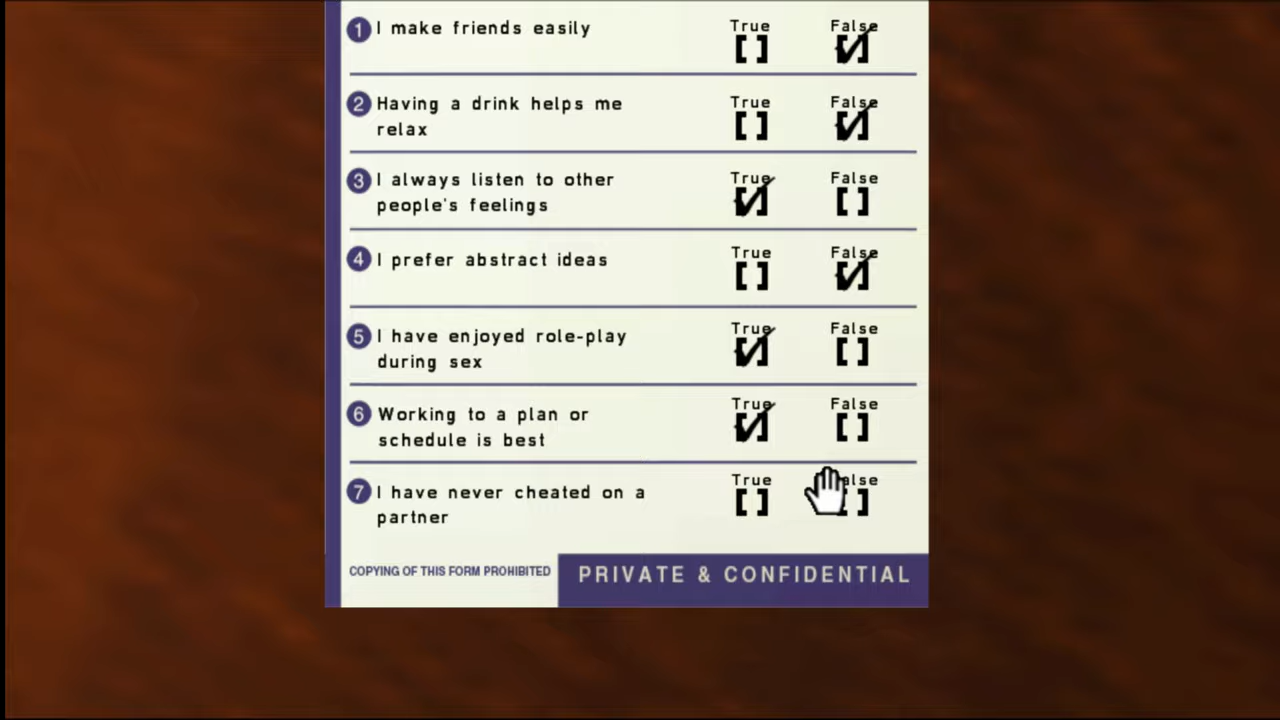 1 I make friends easily True [ ] False [✓]
2 Having a drink helps me True [ ] False [✓]
relax
3 I always listen to other True [✓] False [ ]
people's feelings
4 I prefer abstract ideas True [ ] False [✓]
5 I have enjoyed role-play True [✓] False [ ]
during sex
6 Working to a plan or True [✓] False [ ]
schedule is best
7 I have never cheated on a True [ ] False [ ]
partner
COPYING OF THIS FORM PROHIBITED PRIVATE & CONFIDENTIAL